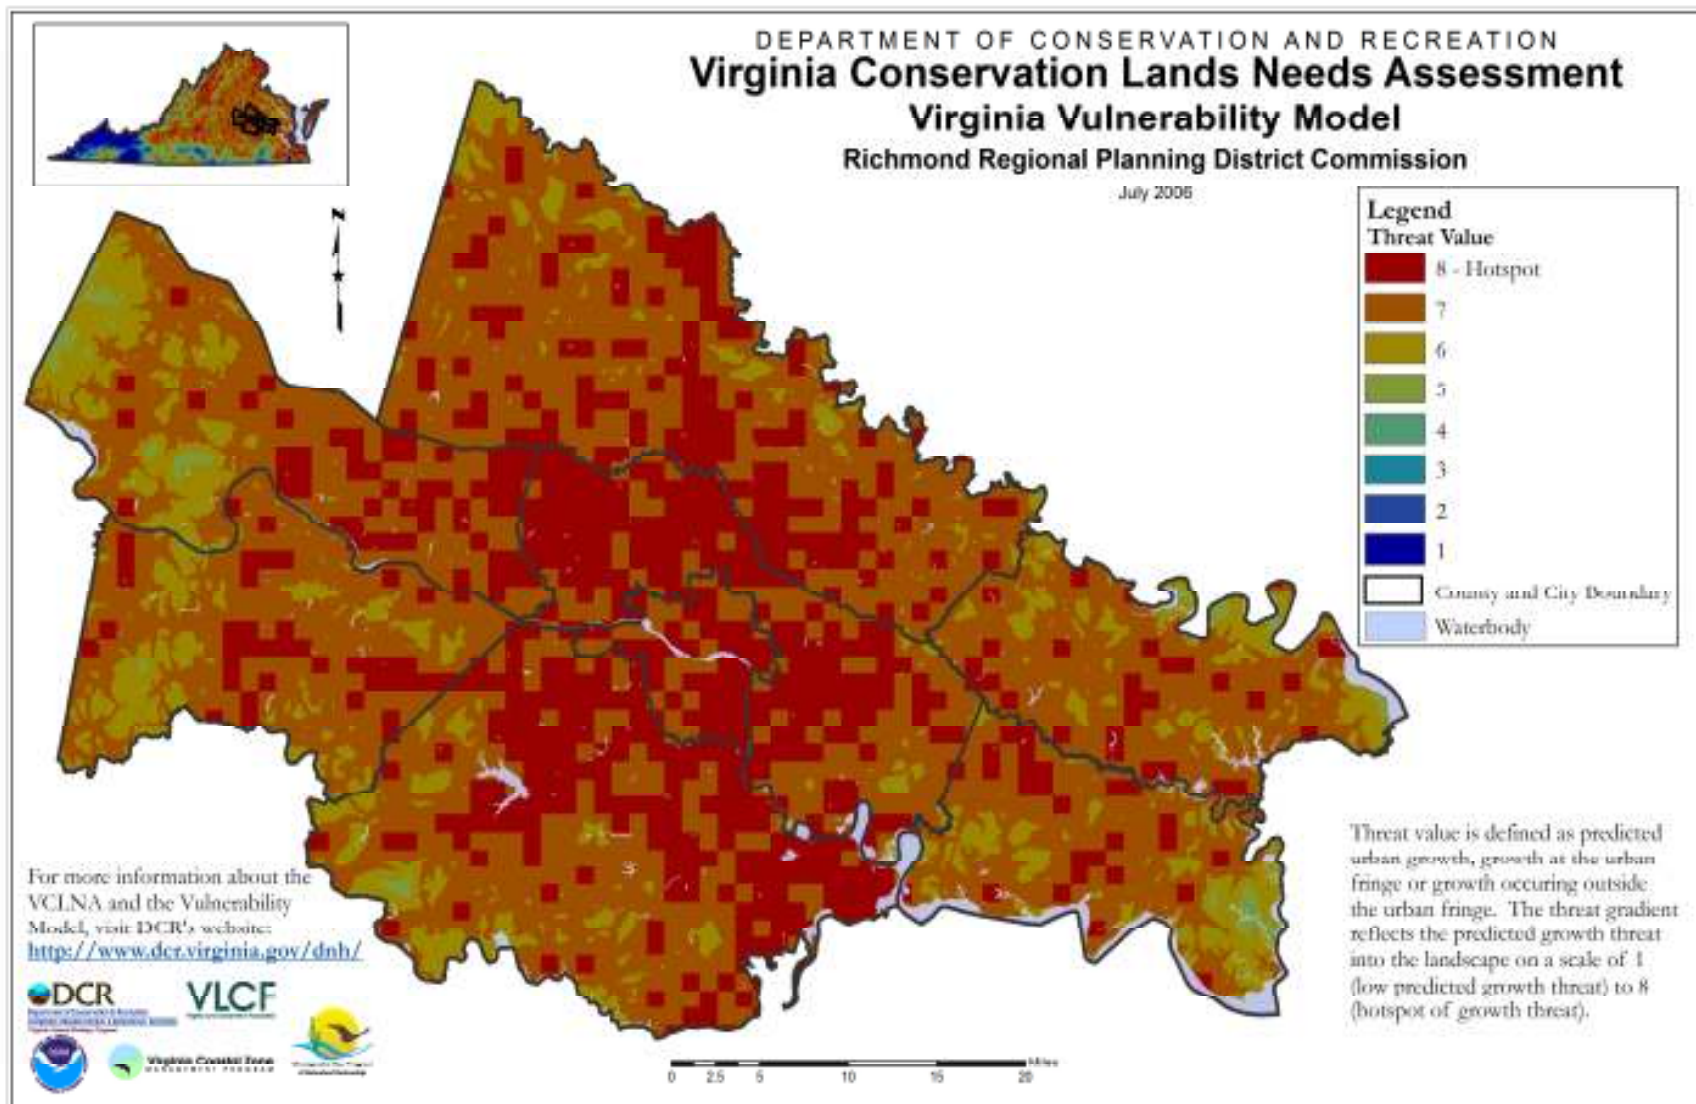 DEPARTMENT OF CONSERVATION AND RECREATION
Virginia Conservation Lands Needs Assessment
Virginia Vulnerability Model
Richmond Regional Planning District Commission
July 2006
N
Legend
Threat Value
8 - Hotspot
7
6
5
4
3
2
1
County and City Boundary
Waterbody
Threat value is defined as predicted
urban growth, growth at the urban
fringe or growth occuring outside
the urban fringe. The threat gradient
reflects the predicted growth threat
into the landscape on a scale of 1
(low predicted growth threat) to 8
(hotspot of growth threat).
For more information about the
VCLNA and the Vulnerability
Model, visit DCR's website:
http://www.dcr.virginia.gov/dnh/
DCR
VLCF
Virginia Coastal Zone
MANAGEMENT PROGRAM
Miles
0 2.5 5 10 15 20